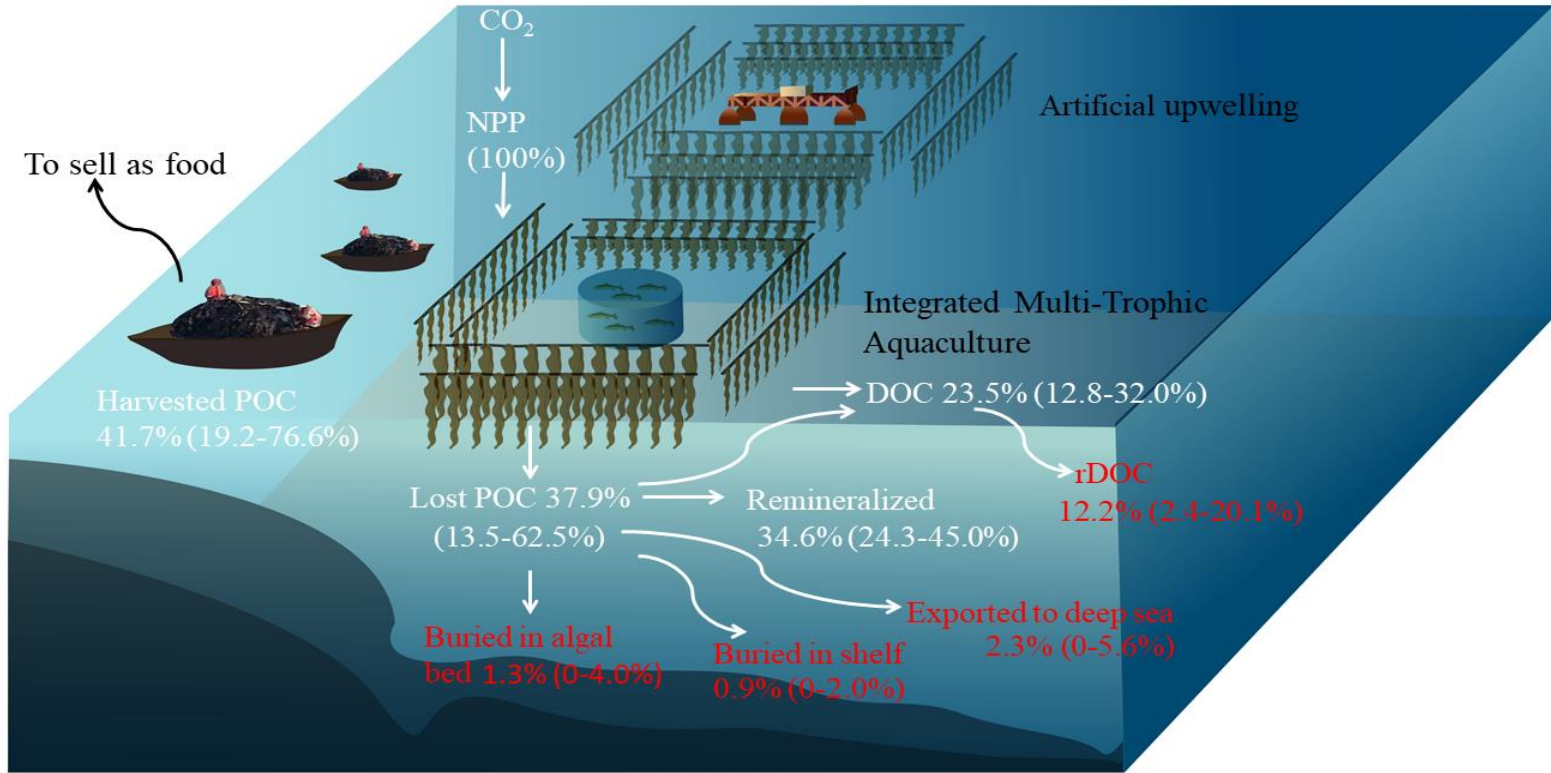 CO₂
NPP
(100%)
Artificial upwelling
To sell as food
Integrated Multi-Trophic
Aquaculture
Harvested POC
41.7% (19.2-76.6%)
DOC 23.5% (12.8-32.0%)
rDOC
12.2% (2.4-20.1%)
Lost POC 37.9%
(13.5-62.5%)
Remineralized
34.6% (24.3-45.0%)
Exported to deep sea
2.3% (0-5.6%)
Buried in algal
bed 1.3% (0-4.0%)
Buried in shelf
0.9% (0-2.0%)